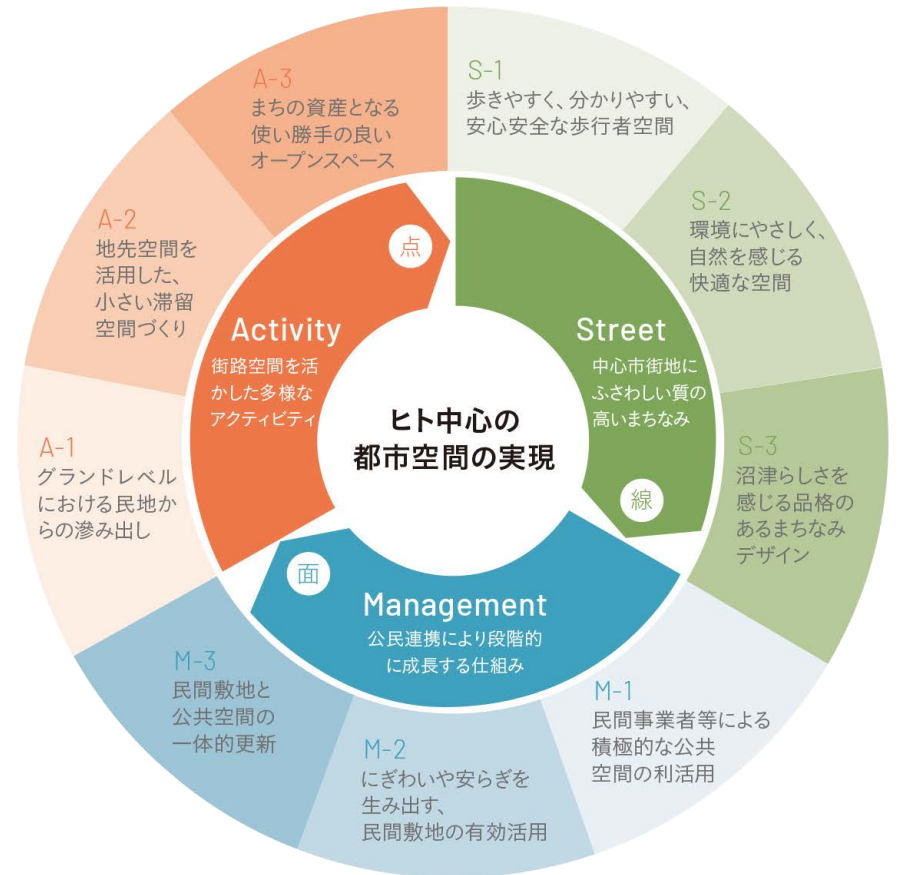 ヒト中心の
都市空間の実現
Street
中心市街地に
ふさわしい質の
高いまちなみ
線
S-1
歩きやすく、分かりやすい、
安心安全な歩行者空間
S-2
環境にやさしく、
自然を感じる
快適な空間
S-3
沼津らしさを
感じる品格の
あるまちなみ
デザイン
Management
公民連携により段階的
に成長する仕組み
面
M-1
民間事業者等による
積極的な公共
空間の利活用
M-2
にぎわいや安らぎを
生み出す、
民間敷地の有効活用
M-3
民間敷地と
公共空間の
一体的更新
Activity
街路空間を活
かした多様な
アクティビティ
点
A-1
グランドレベル
における民地か
らの滲み出し
A-2
地先空間を
活用した、
小さい滞留
空間づくり
A-3
まちの資産となる
使い勝手の良い
オープンスペース